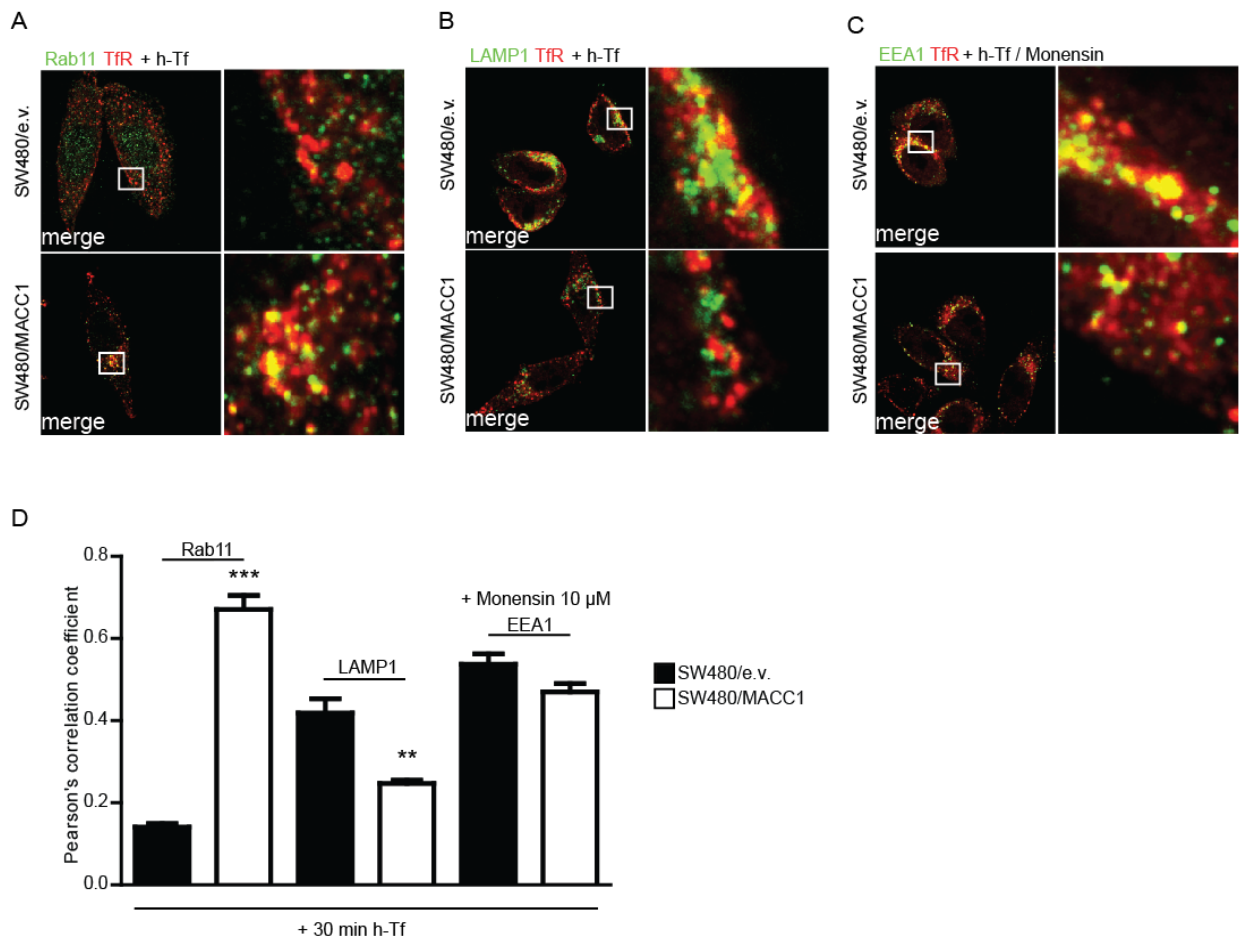 A
Rab11 TfR + h-Tf
SW480/e.v.
merge
SW480/MACC1
merge
B
LAMP1 TfR + h-Tf
SW480/e.v.
merge
SW480/MACC1
merge
C
EEA1 TfR + h-Tf / Monensin
SW480/e.v.
merge
SW480/MACC1
merge
D
Pearson's correlation coefficient
0.8
0.6
0.4
0.2
0.0
Rab11
***
LAMP1
**
+ Monensin 10 µM
EEA1
SW480/e.v.
SW480/MACC1
+ 30 min h-Tf